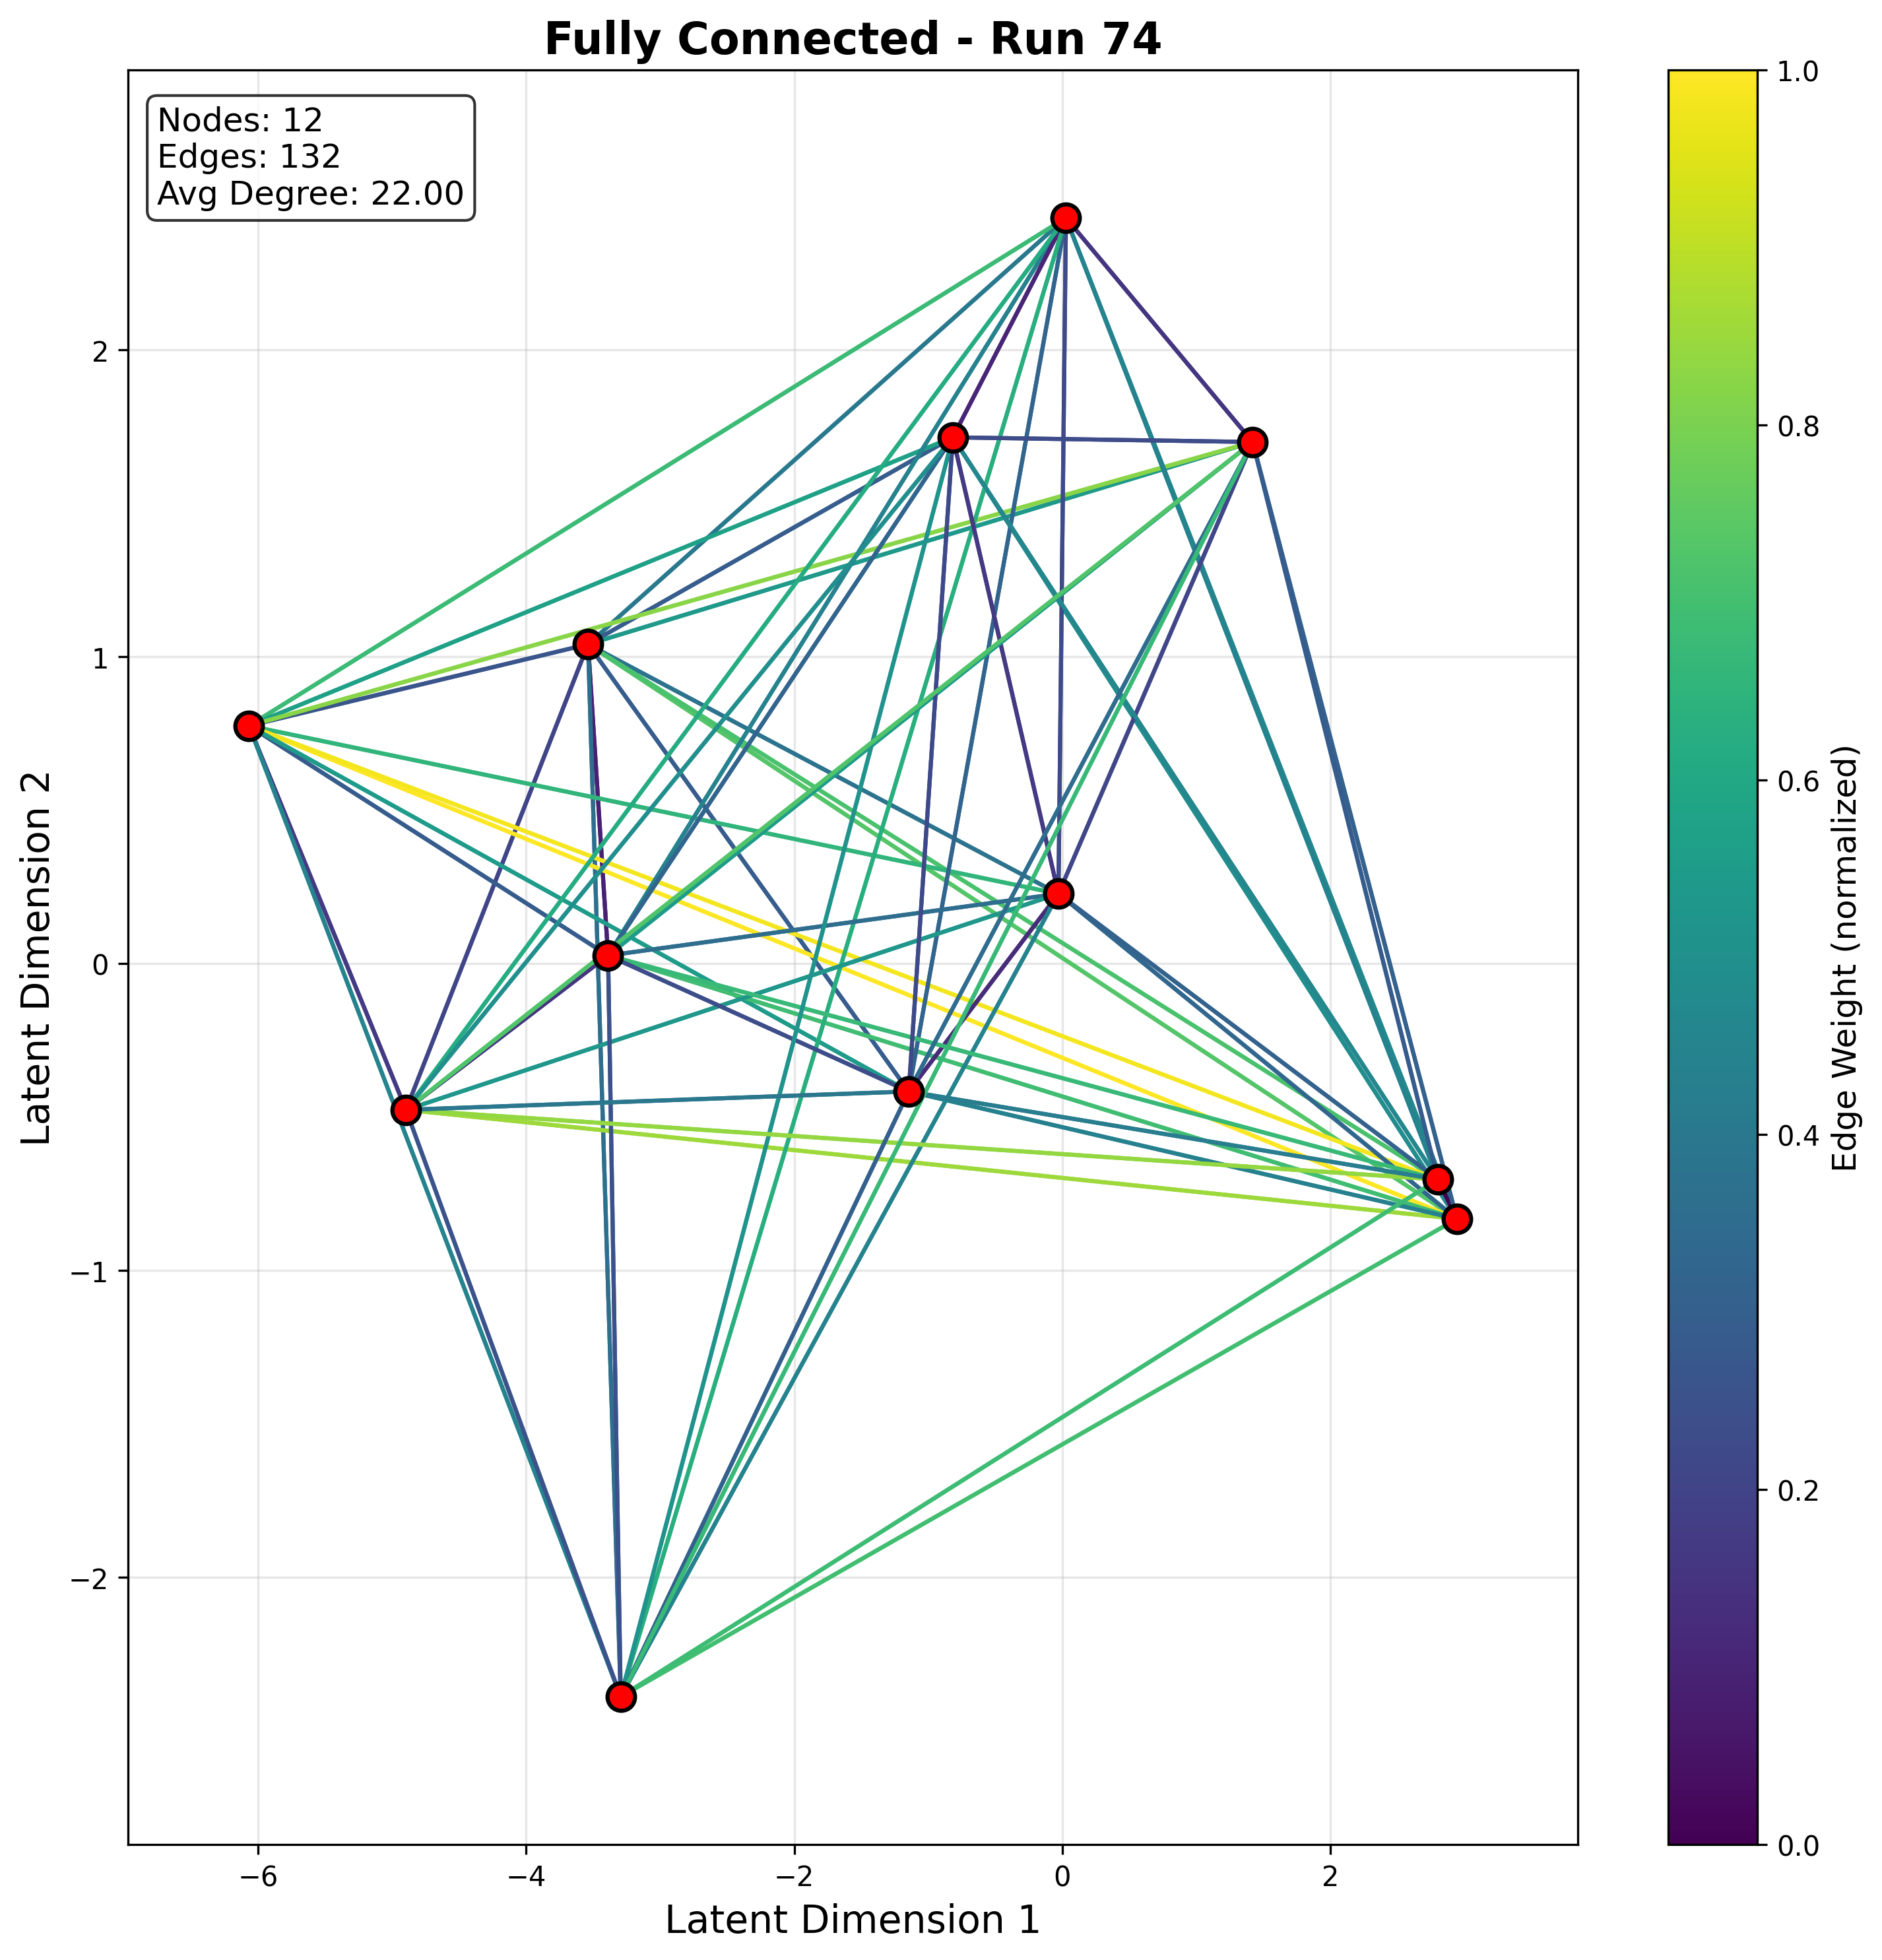 Fully Connected - Run 74
Nodes: 12
Edges: 132
Avg Degree: 22.00
2
1
0
−1
−2
Latent Dimension 2
−6
−4
−2
0
2
Latent Dimension 1
1.0
0.8
0.6
0.4
0.2
0.0
Edge Weight (normalized)